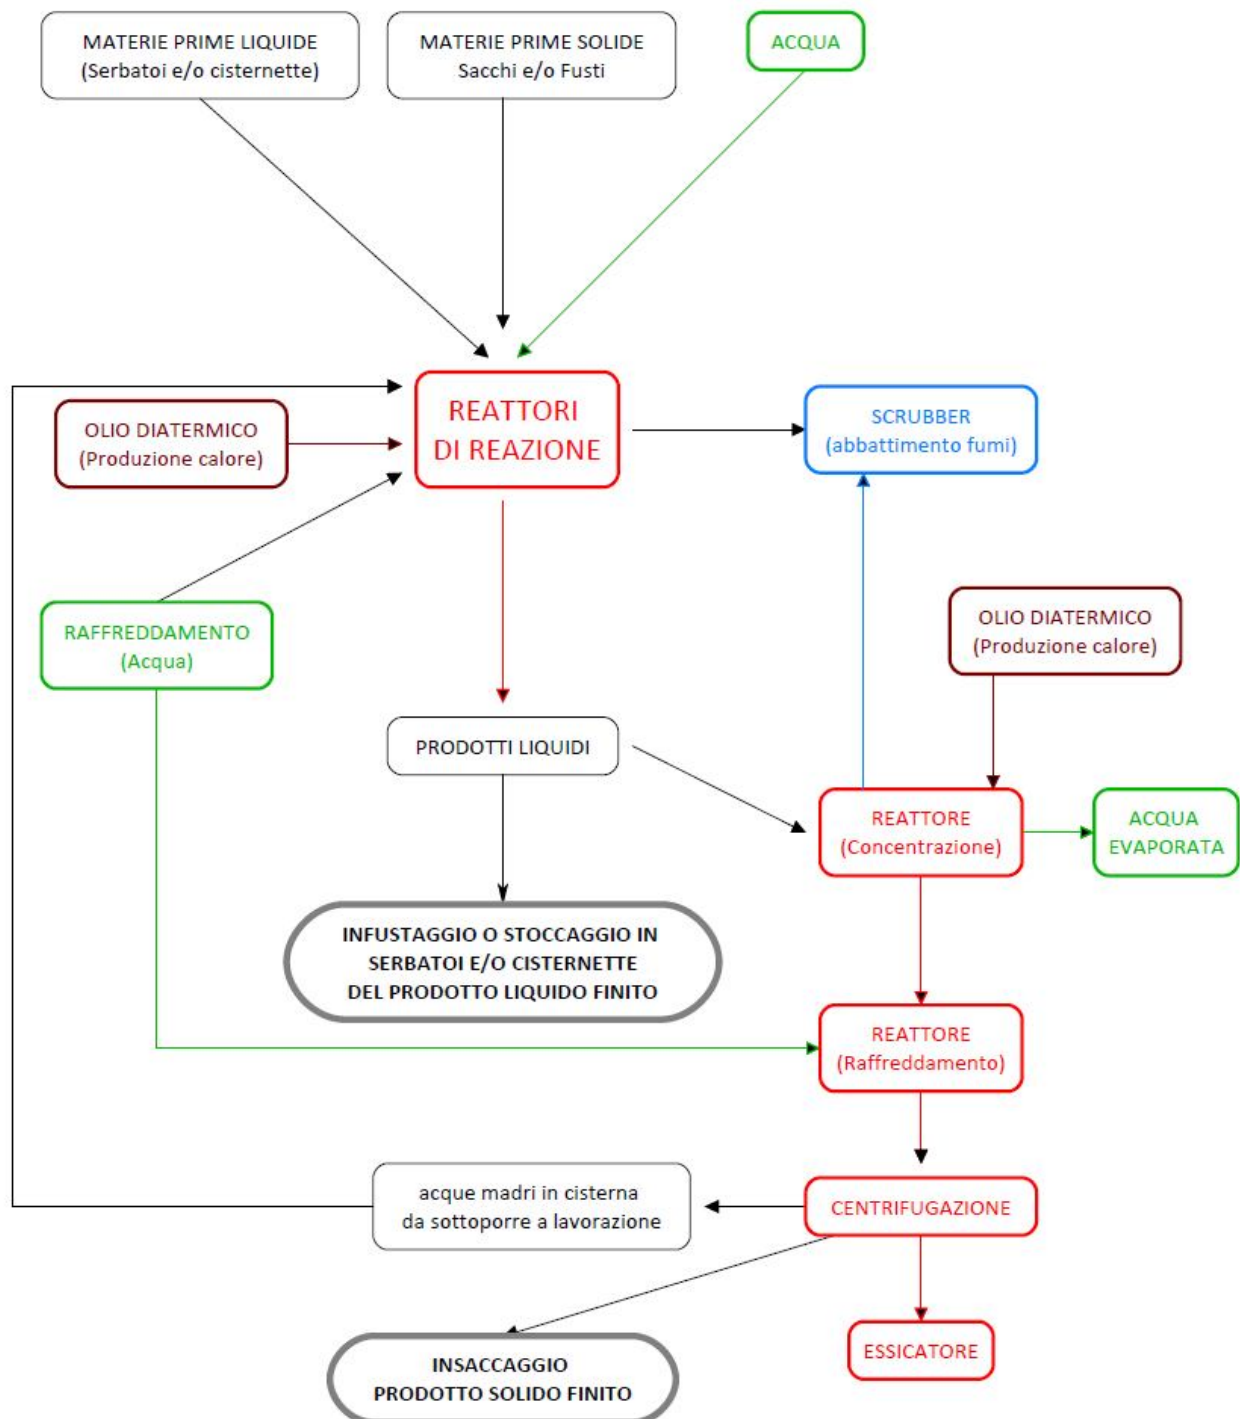 MATERIE PRIME LIQUIDE
(Serbatoi e/o cisternette)
MATERIE PRIME SOLIDE
Sacchi e/o Fusti
ACQUA
OLIO DIATERMICO
(Produzione calore)
REATTORI
DI REAZIONE
SCRUBBER
(abbattimento fumi)
RAFFREDDAMENTO
(Acqua)
OLIO DIATERMICO
(Produzione calore)
PRODOTTI LIQUIDI
REATTORE
(Concentrazione)
ACQUA
EVAPORATA
INFUSTAGGIO O STOCCAGGIO IN
SERBATOI E/O CISTERNETTE
DEL PRODOTTO LIQUIDO FINITO
REATTORE
(Raffreddamento)
acque madri in cisterna
da sottoporre a lavorazione
CENTRIFUGAZIONE
ESSICATORE
INSACCAGGIO
PRODOTTO SOLIDO FINITO